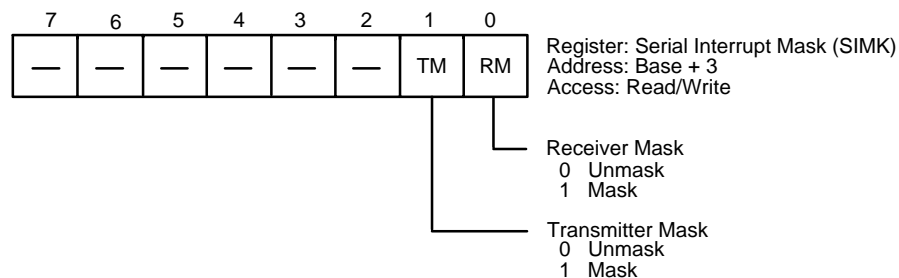 7 6 5 4 3 2 1 0
— — — — — — TM RM
Register: Serial Interrupt Mask (SIMK)
Address: Base + 3
Access: Read/Write
Receiver Mask
0 Unmask
1 Mask
Transmitter Mask
0 Unmask
1 Mask